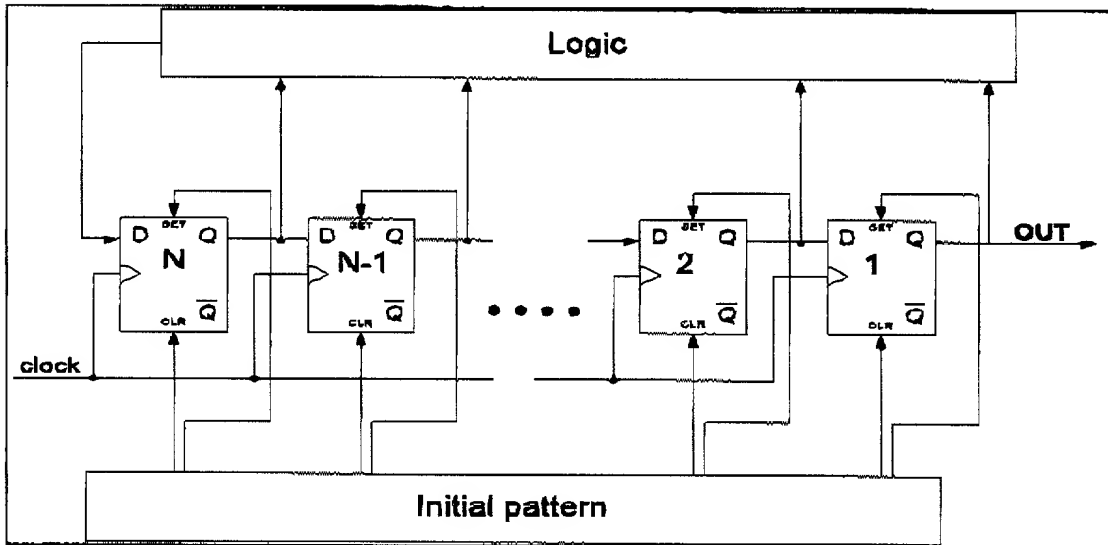 Logic
SET SET SET SET
D Q D Q D Q D Q
OUT
N N-1 2 1
Q Q Q Q
CLR CLR CLR CLR
clock
Initial pattern